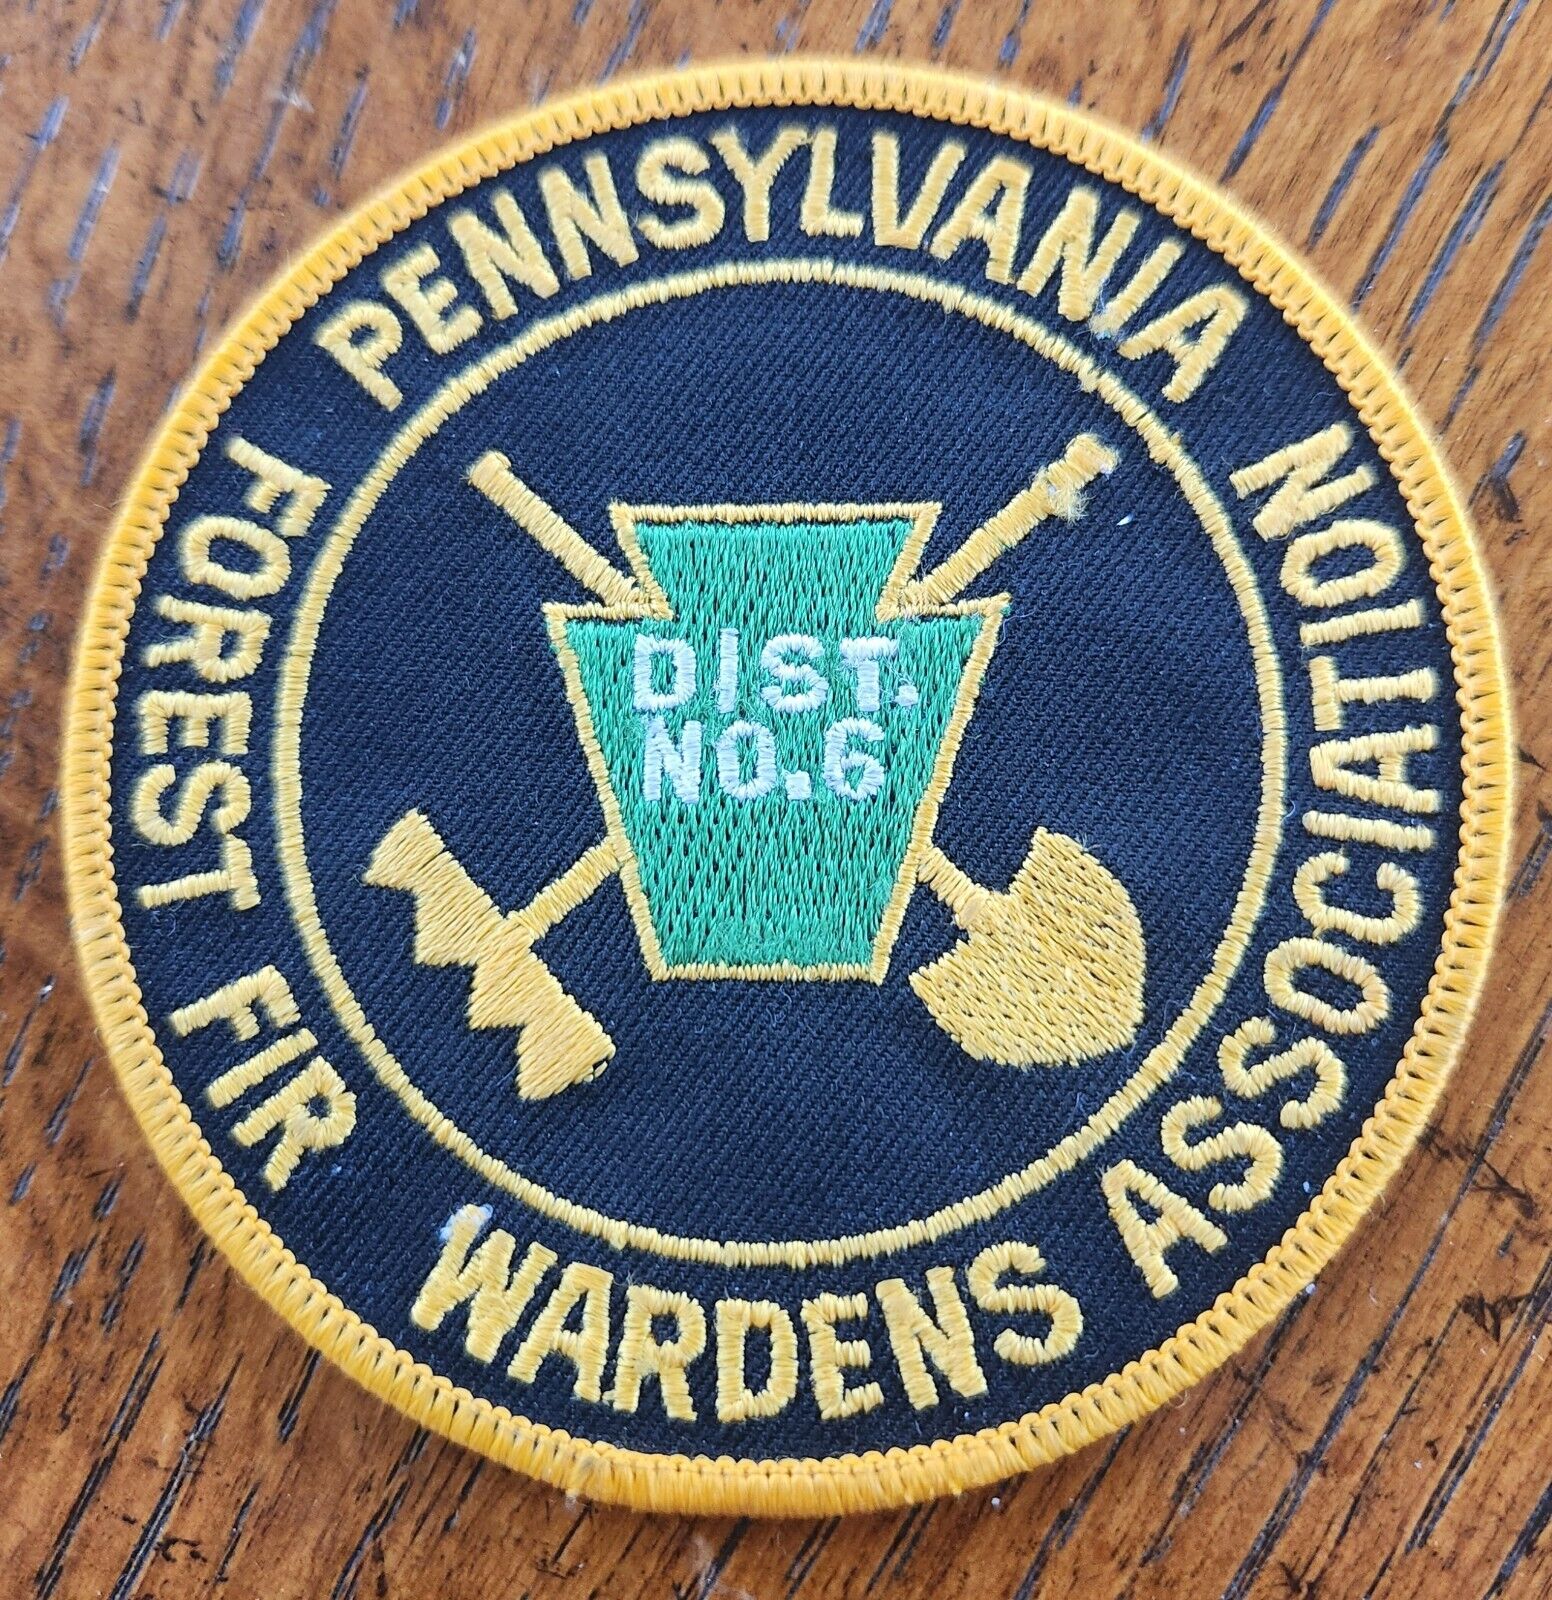 PENNSYLVANIA
FOREST FIR WARDENS ASSOCIATION
DIST.
NO.6